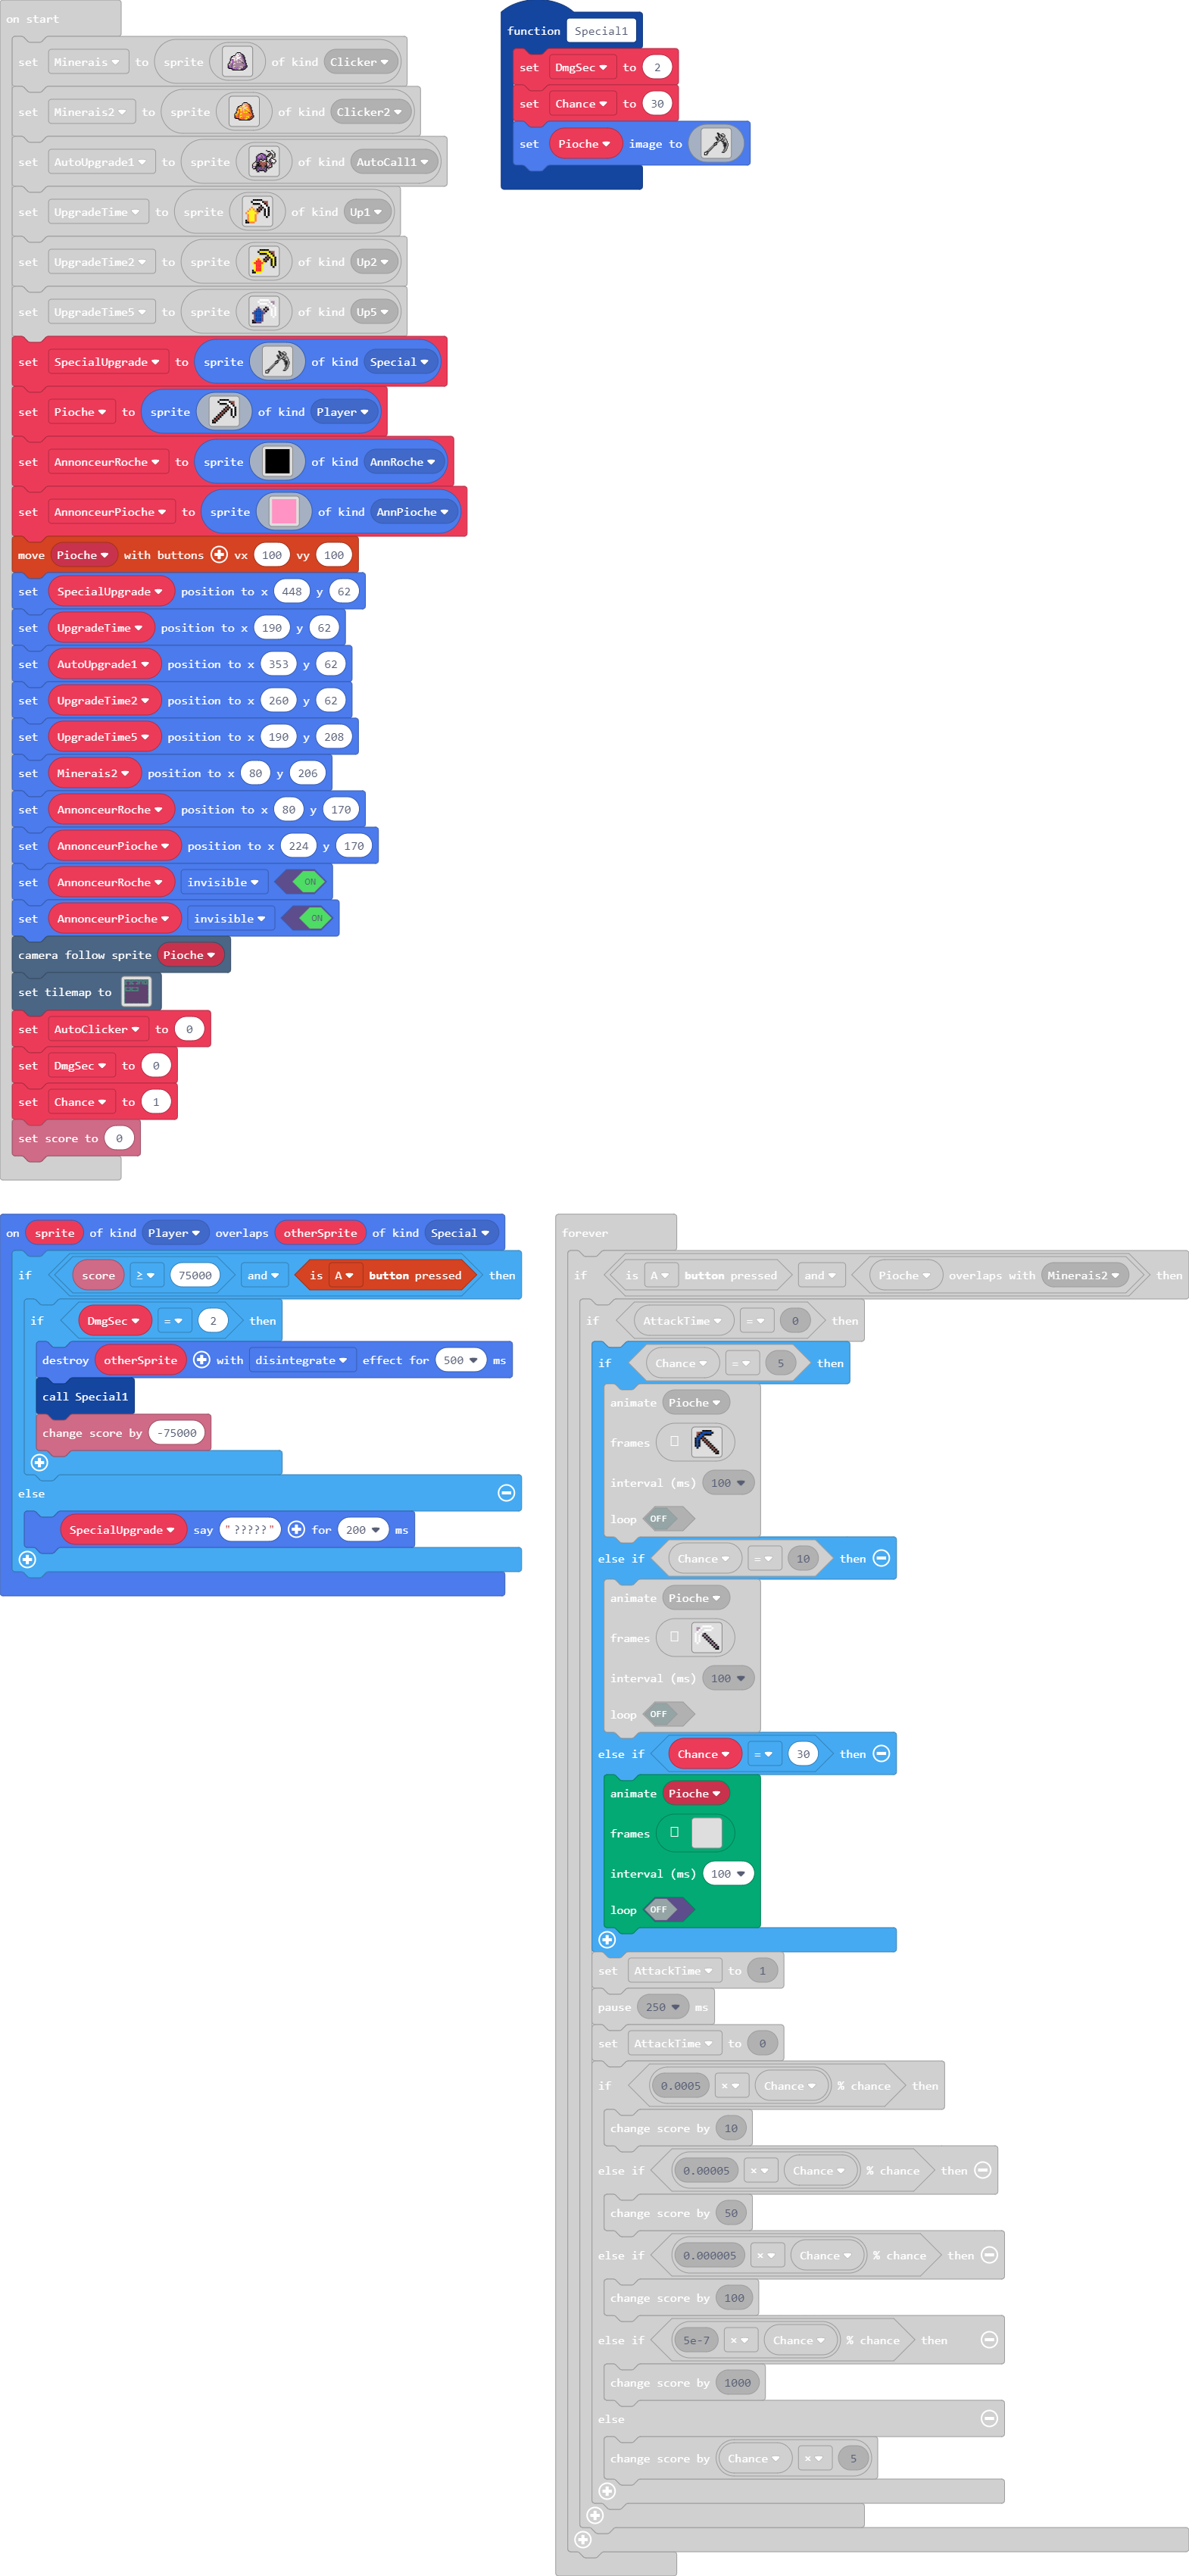 on start
set Minerais to sprite of kind Clicker
set Minerais2 to sprite of kind Clicker2
set AutoUpgrade1 to sprite of kind AutoCall1
set UpgradeTime to sprite of kind Up1
set UpgradeTime2 to sprite of kind Up2
set UpgradeTime5 to sprite of kind Up5
set SpecialUpgrade to sprite of kind Special
set Pioche to sprite of kind Player
set AnnonceurRoche to sprite of kind AnnRoche
set AnnonceurPioche to sprite of kind AnnPioche
move Pioche with buttons vx 100 vy 100
set SpecialUpgrade position to x 448 y 62
set UpgradeTime position to x 190 y 62
set AutoUpgrade1 position to x 353 y 62
set UpgradeTime2 position to x 260 y 62
set UpgradeTime5 position to x 190 y 208
set Minerais2 position to x 80 y 206
set AnnonceurRoche position to x 80 y 170
set AnnonceurPioche position to x 224 y 170
set AnnonceurRoche invisible ON
set AnnonceurPioche invisible ON
camera follow sprite Pioche
set tilemap to
set AutoClicker to 0
set DmgSec to 0
set Chance to 1
set score to 0
function Special1
set DmgSec to 2
set Chance to 30
set Pioche image to
on sprite of kind Player overlaps otherSprite of kind Special
if score ≥ 75000 and is A button pressed then
if DmgSec = 2 then
destroy otherSprite with disintegrate effect for 500 ms
call Special1
change score by -75000
else
SpecialUpgrade say "?????" for 200 ms
forever
if is A button pressed and Pioche overlaps with Minerais2 then
if AttackTime = 0 then
if Chance = 5 then
animate Pioche
frames
interval (ms) 100
loop OFF
else if Chance = 10 then
animate Pioche
frames
interval (ms) 100
loop OFF
else if Chance = 30 then
animate Pioche
frames
interval (ms) 100
loop OFF
set AttackTime to 1
pause 250 ms
set AttackTime to 0
if 0.0005 × Chance % chance then
change score by 10
else if 0.00005 × Chance % chance then
change score by 50
else if 0.000005 × Chance % chance then
change score by 100
else if 5e-7 × Chance % chance then
change score by 1000
else
change score by Chance × 5